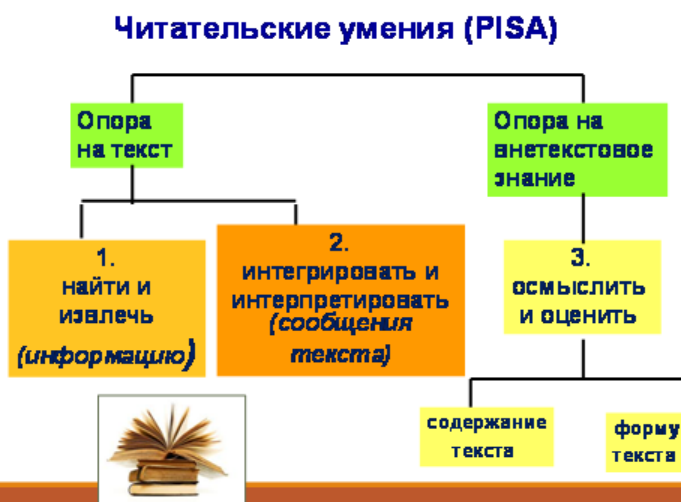 Читательские умения (PISA)
Опора
на текст
Опора на
внетекстовое
знание
1.
найти и
извлечь
(информацию)
2.
интегрировать и
интерпретировать
(сообщения
текста)
3.
осмыслить
и оценить
содержание
текста
форму
текста